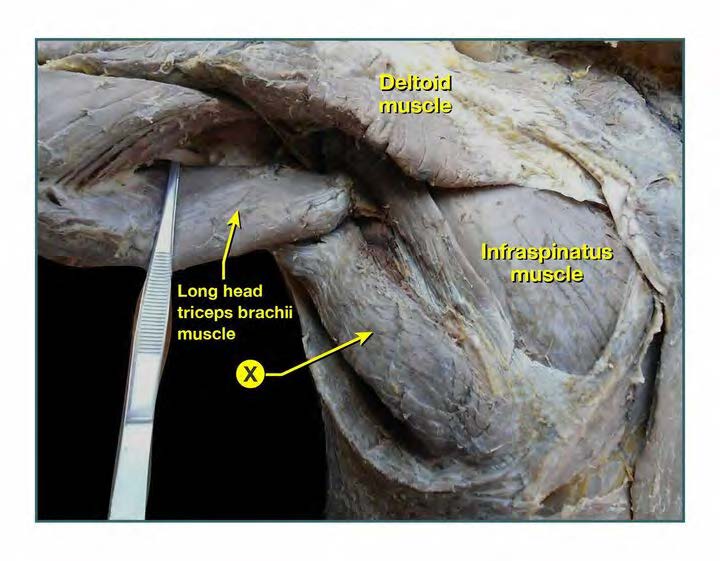 Deltoid
muscle
Infraspinatus
muscle
Long head
triceps brachii
muscle
X